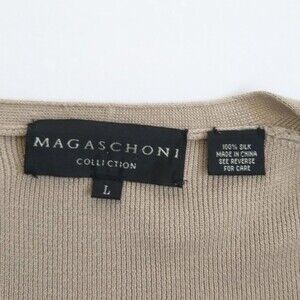 MAGASCHONI
COLLECTION
L
100% SILK
MADE IN CHINA
SEE REVERSE
FOR CARE